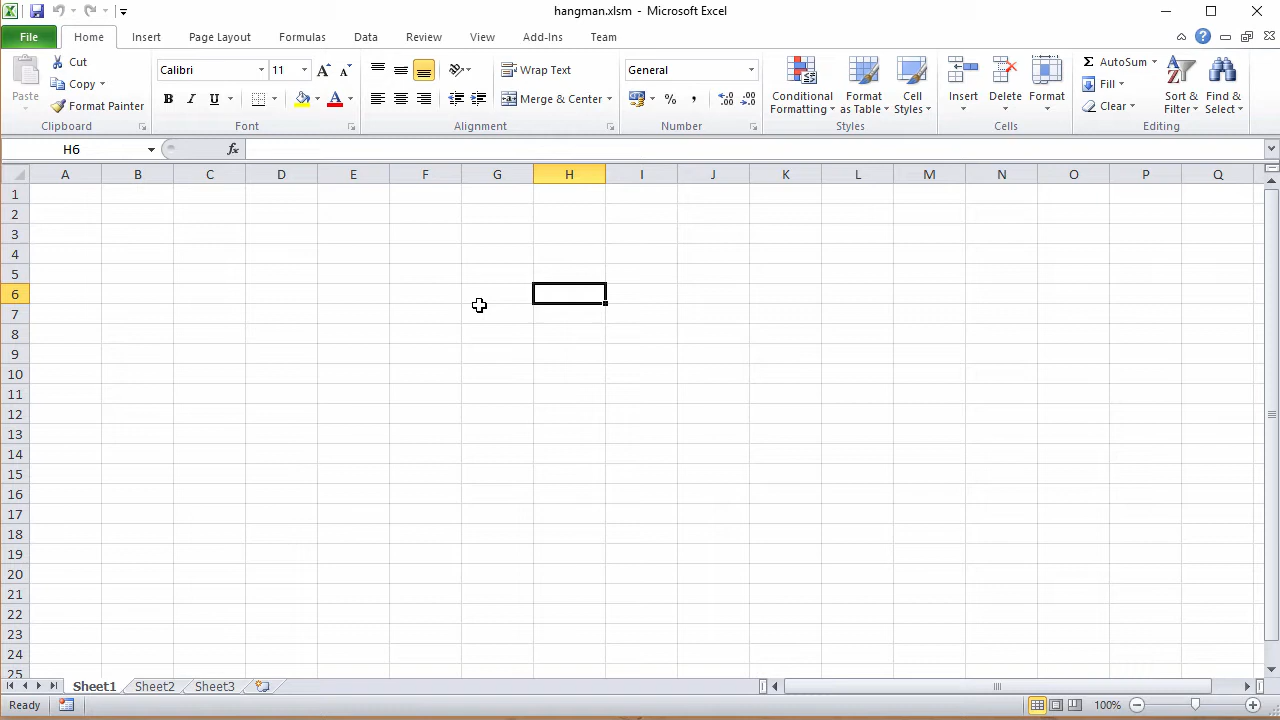 hangman.xlsm - Microsoft Excel
File Home Insert Page Layout Formulas Data Review View Add-Ins Team
Paste
Cut
Copy
Format Painter
Clipboard
Calibri 11
B I U A
Font
Wrap Text
Merge & Center
Alignment
General
% ,
Number
Conditional Formatting
Format as Table
Cell Styles
Styles
Insert Delete Format
Cells
Σ AutoSum
Fill
Clear
Sort & Filter
Find & Select
Editing
H6 fx
A B C D E F G H I J K L M N O P Q
1
2
3
4
5
6
7
8
9
10
11
12
13
14
15
16
17
18
19
20
21
22
23
24
25
Sheet1 Sheet2 Sheet3
Ready 100%